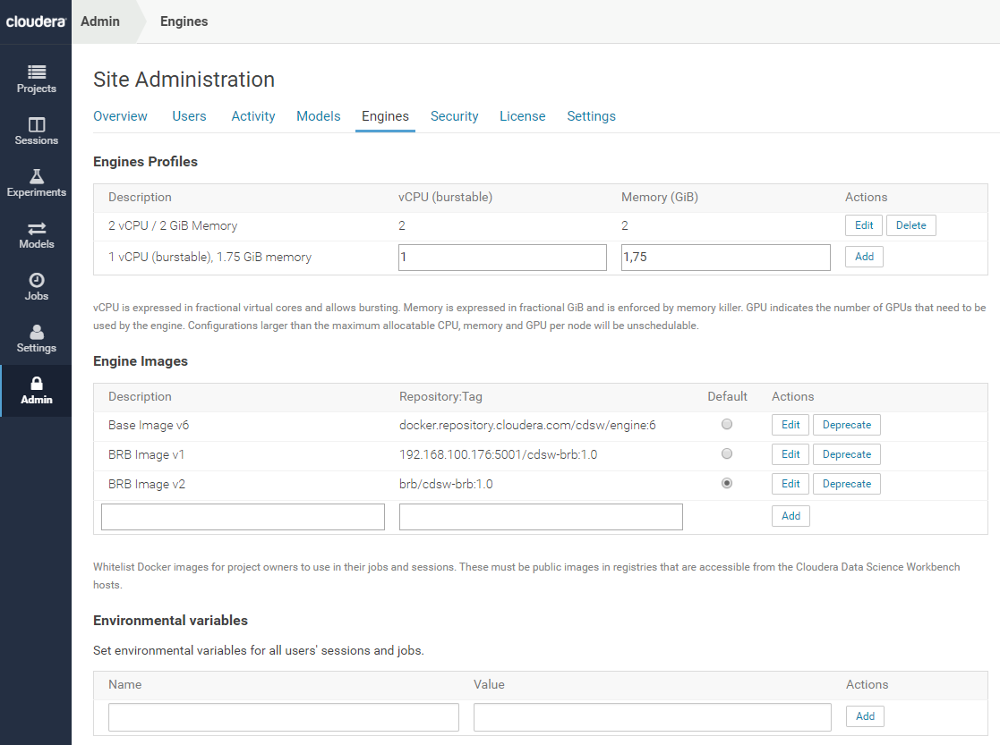 cloudera
Admin
Engines
Projects
Sessions
Experiments
Models
Jobs
Settings
Admin
Site Administration
Overview Users Activity Models Engines Security License Settings
Engines Profiles
Description vCPU (burstable) Memory (GiB) Actions
2 vCPU / 2 GiB Memory 2 2 Edit Delete
1 vCPU (burstable), 1.75 GiB memory 1 1,75 Add
vCPU is expressed in fractional virtual cores and allows bursting. Memory is expressed in fractional GiB and is enforced by memory killer. GPU indicates the number of GPUs that need to be
used by the engine. Configurations larger than the maximum allocatable CPU, memory and GPU per node will be unschedulable.
Engine Images
Description Repository:Tag Default Actions
Base Image v6 docker.repository.cloudera.com/cdsw/engine:6 Edit Deprecate
BRB Image v1 192.168.100.176:5001/cdsw-brb:1.0 Edit Deprecate
BRB Image v2 brb/cdsw-brb:1.0 Edit Deprecate
Add
Whitelist Docker images for project owners to use in their jobs and sessions. These must be public images in registries that are accessible from the Cloudera Data Science Workbench
hosts.
Environmental variables
Set environmental variables for all users' sessions and jobs.
Name Value Actions
Add